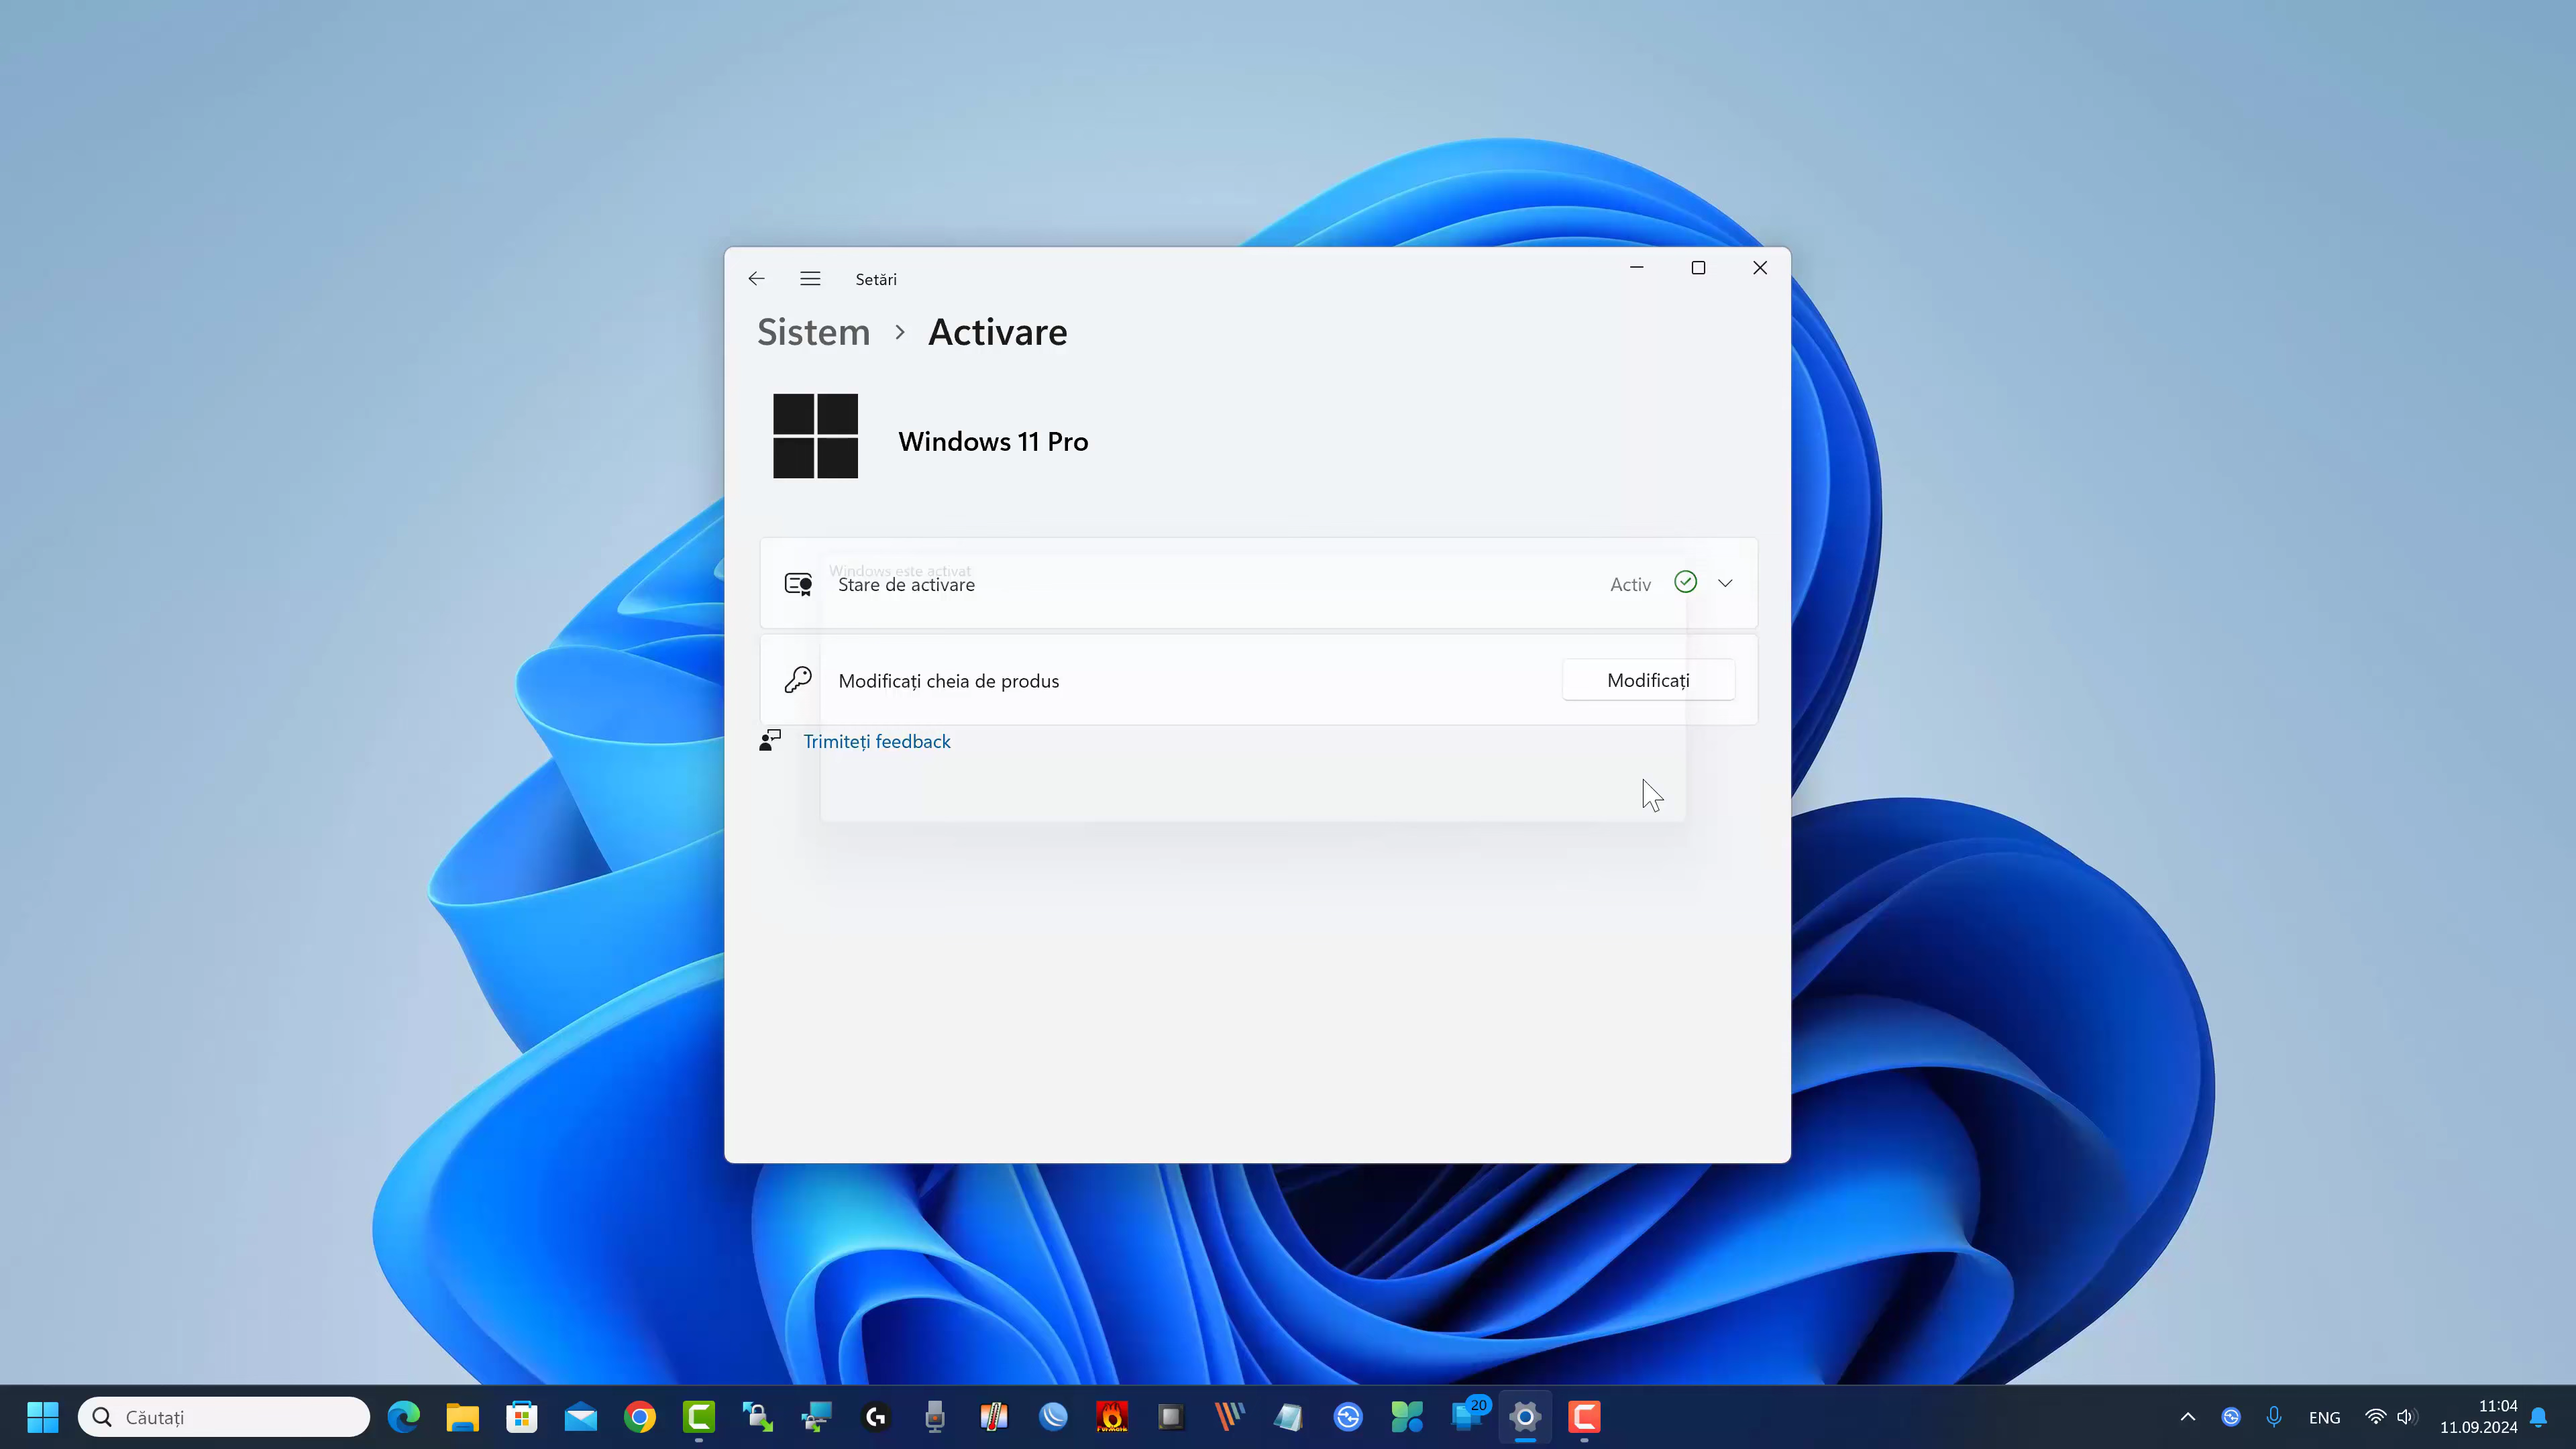 Setări
Sistem > Activare
Windows 11 Pro
Windows este activat
Stare de activare Activ
Modificați cheia de produs Modificați
Trimiteți feedback
Căutați
20
ENG
11:04
11.09.2024